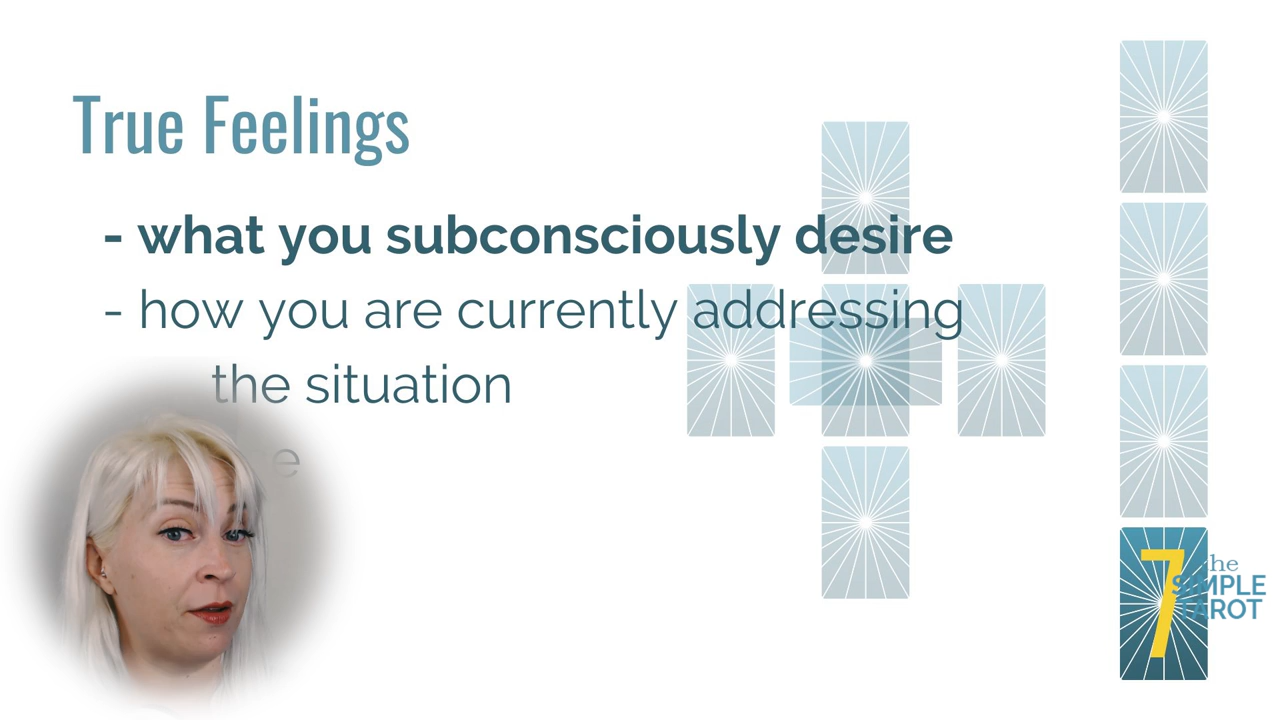 True Feelings
- what you subconsciously desire
- how you are currently addressing
the situation
7
the
SIMPLE
TAROT